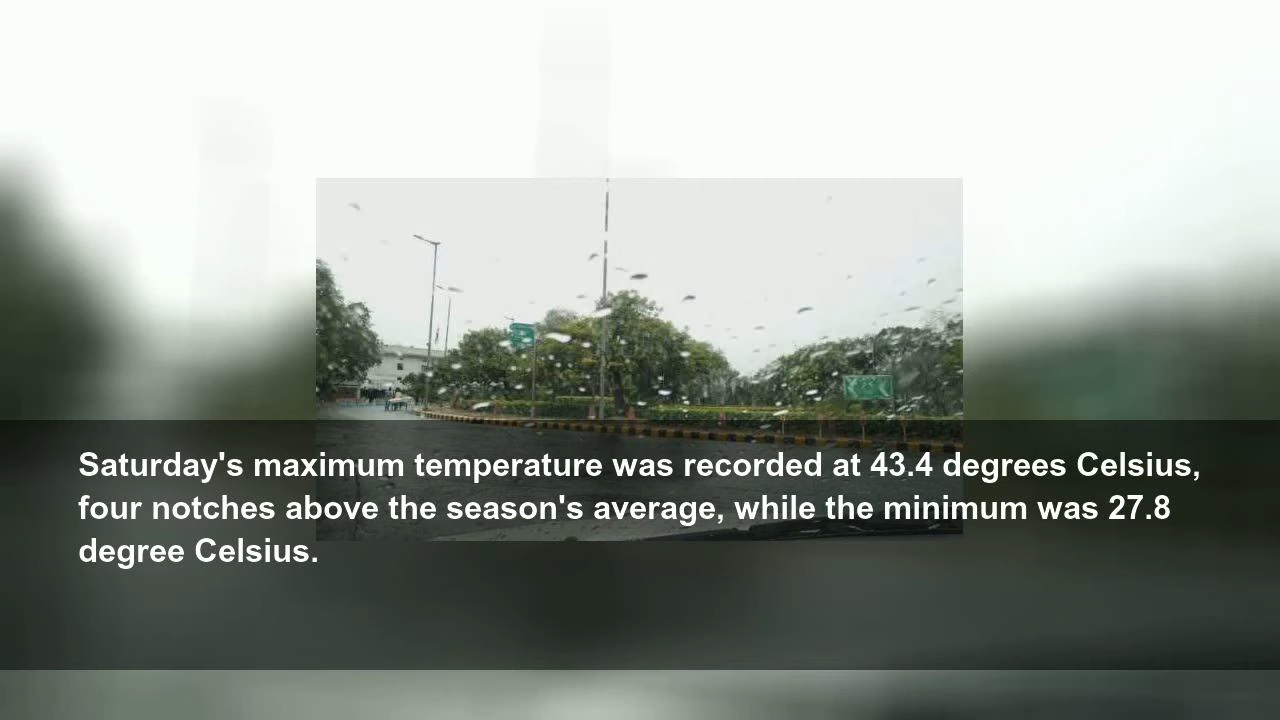 Saturday's maximum temperature was recorded at 43.4 degrees Celsius,
four notches above the season's average, while the minimum was 27.8
degree Celsius.